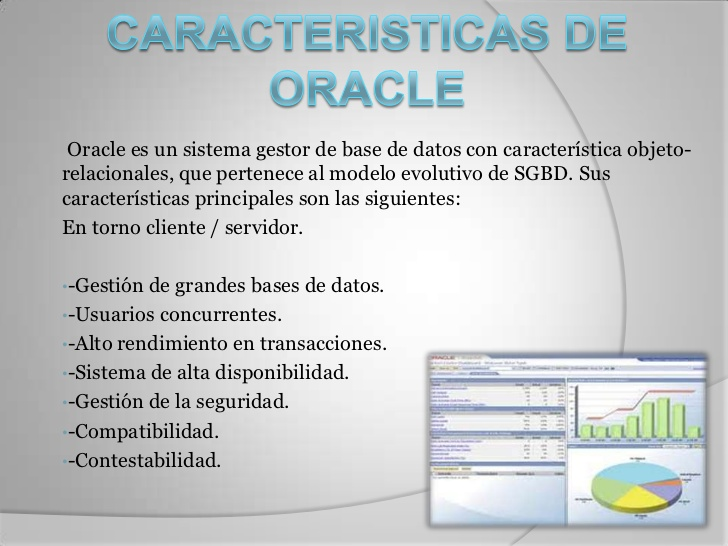 CARACTERISTICAS DE
ORACLE
Oracle es un sistema gestor de base de datos con característica objeto-
relacionales, que pertenece al modelo evolutivo de SGBD. Sus
características principales son las siguientes:
En torno cliente / servidor.
•-Gestión de grandes bases de datos.
•-Usuarios concurrentes.
•-Alto rendimiento en transacciones.
•-Sistema de alta disponibilidad.
•-Gestión de la seguridad.
•-Compatibilidad.
•-Contestabilidad.
ORACLE